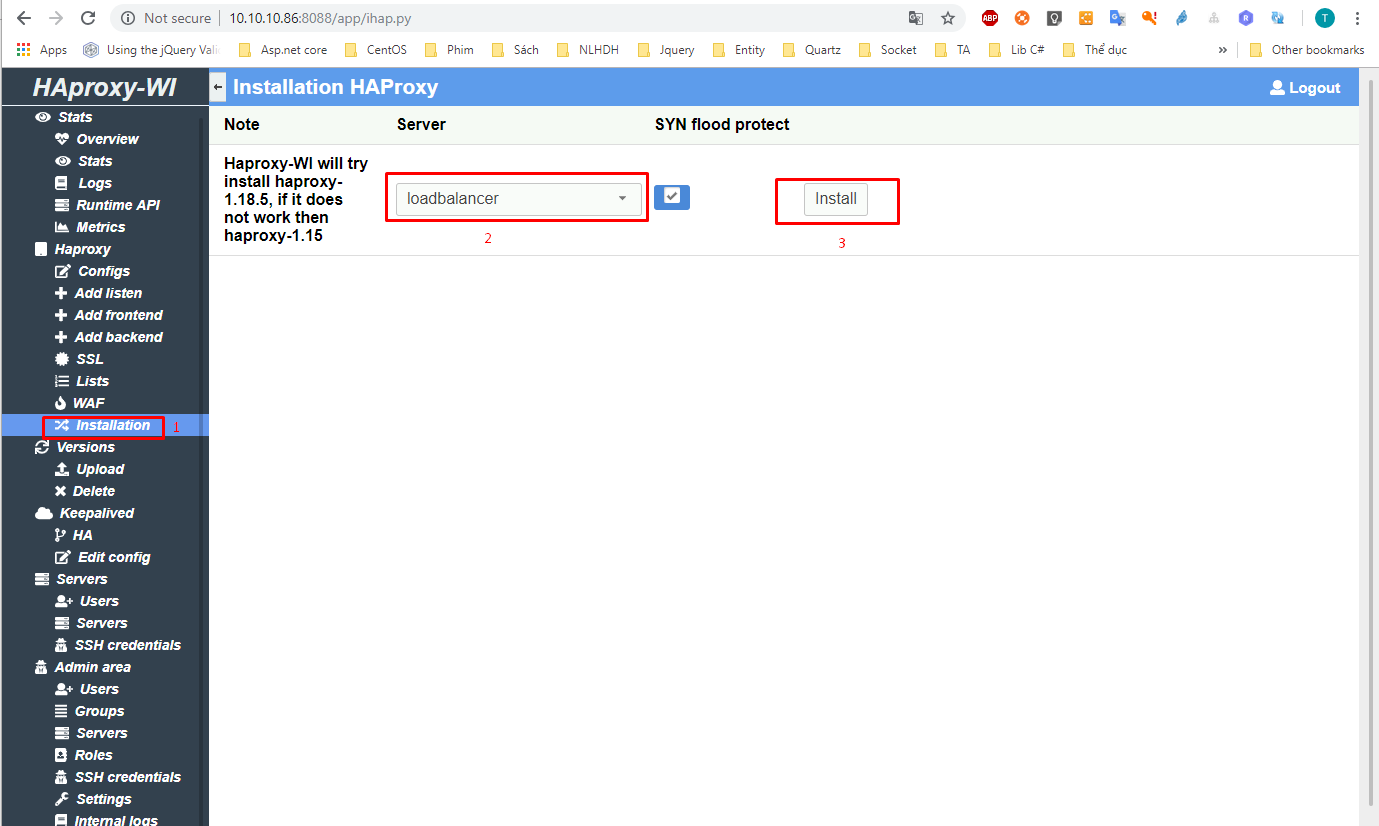 Not secure | 10.10.10.86:8088/app/ihap.py
ABP
T
Apps
Using the jQuery Vali
Asp.net core
CentOS
Phim
Sách
NLHDH
Jquery
Entity
Quartz
Socket
TA
Lib C#
Thể dục
»
Other bookmarks
HAproxy-WI
Installation HAProxy
Logout
Stats
Overview
Stats
Logs
Runtime API
Metrics
Haproxy
Configs
Add listen
Add frontend
Add backend
SSL
Lists
WAF
Installation
1
Versions
Upload
Delete
Keepalived
HA
Edit config
Servers
Users
Servers
SSH credentials
Admin area
Users
Groups
Servers
Roles
SSH credentials
Settings
Internal logs
Note
Server
SYN flood protect
Haproxy-WI will try
install haproxy-
1.18.5, if it does
not work then
haproxy-1.15
loadbalancer
2
Install
3